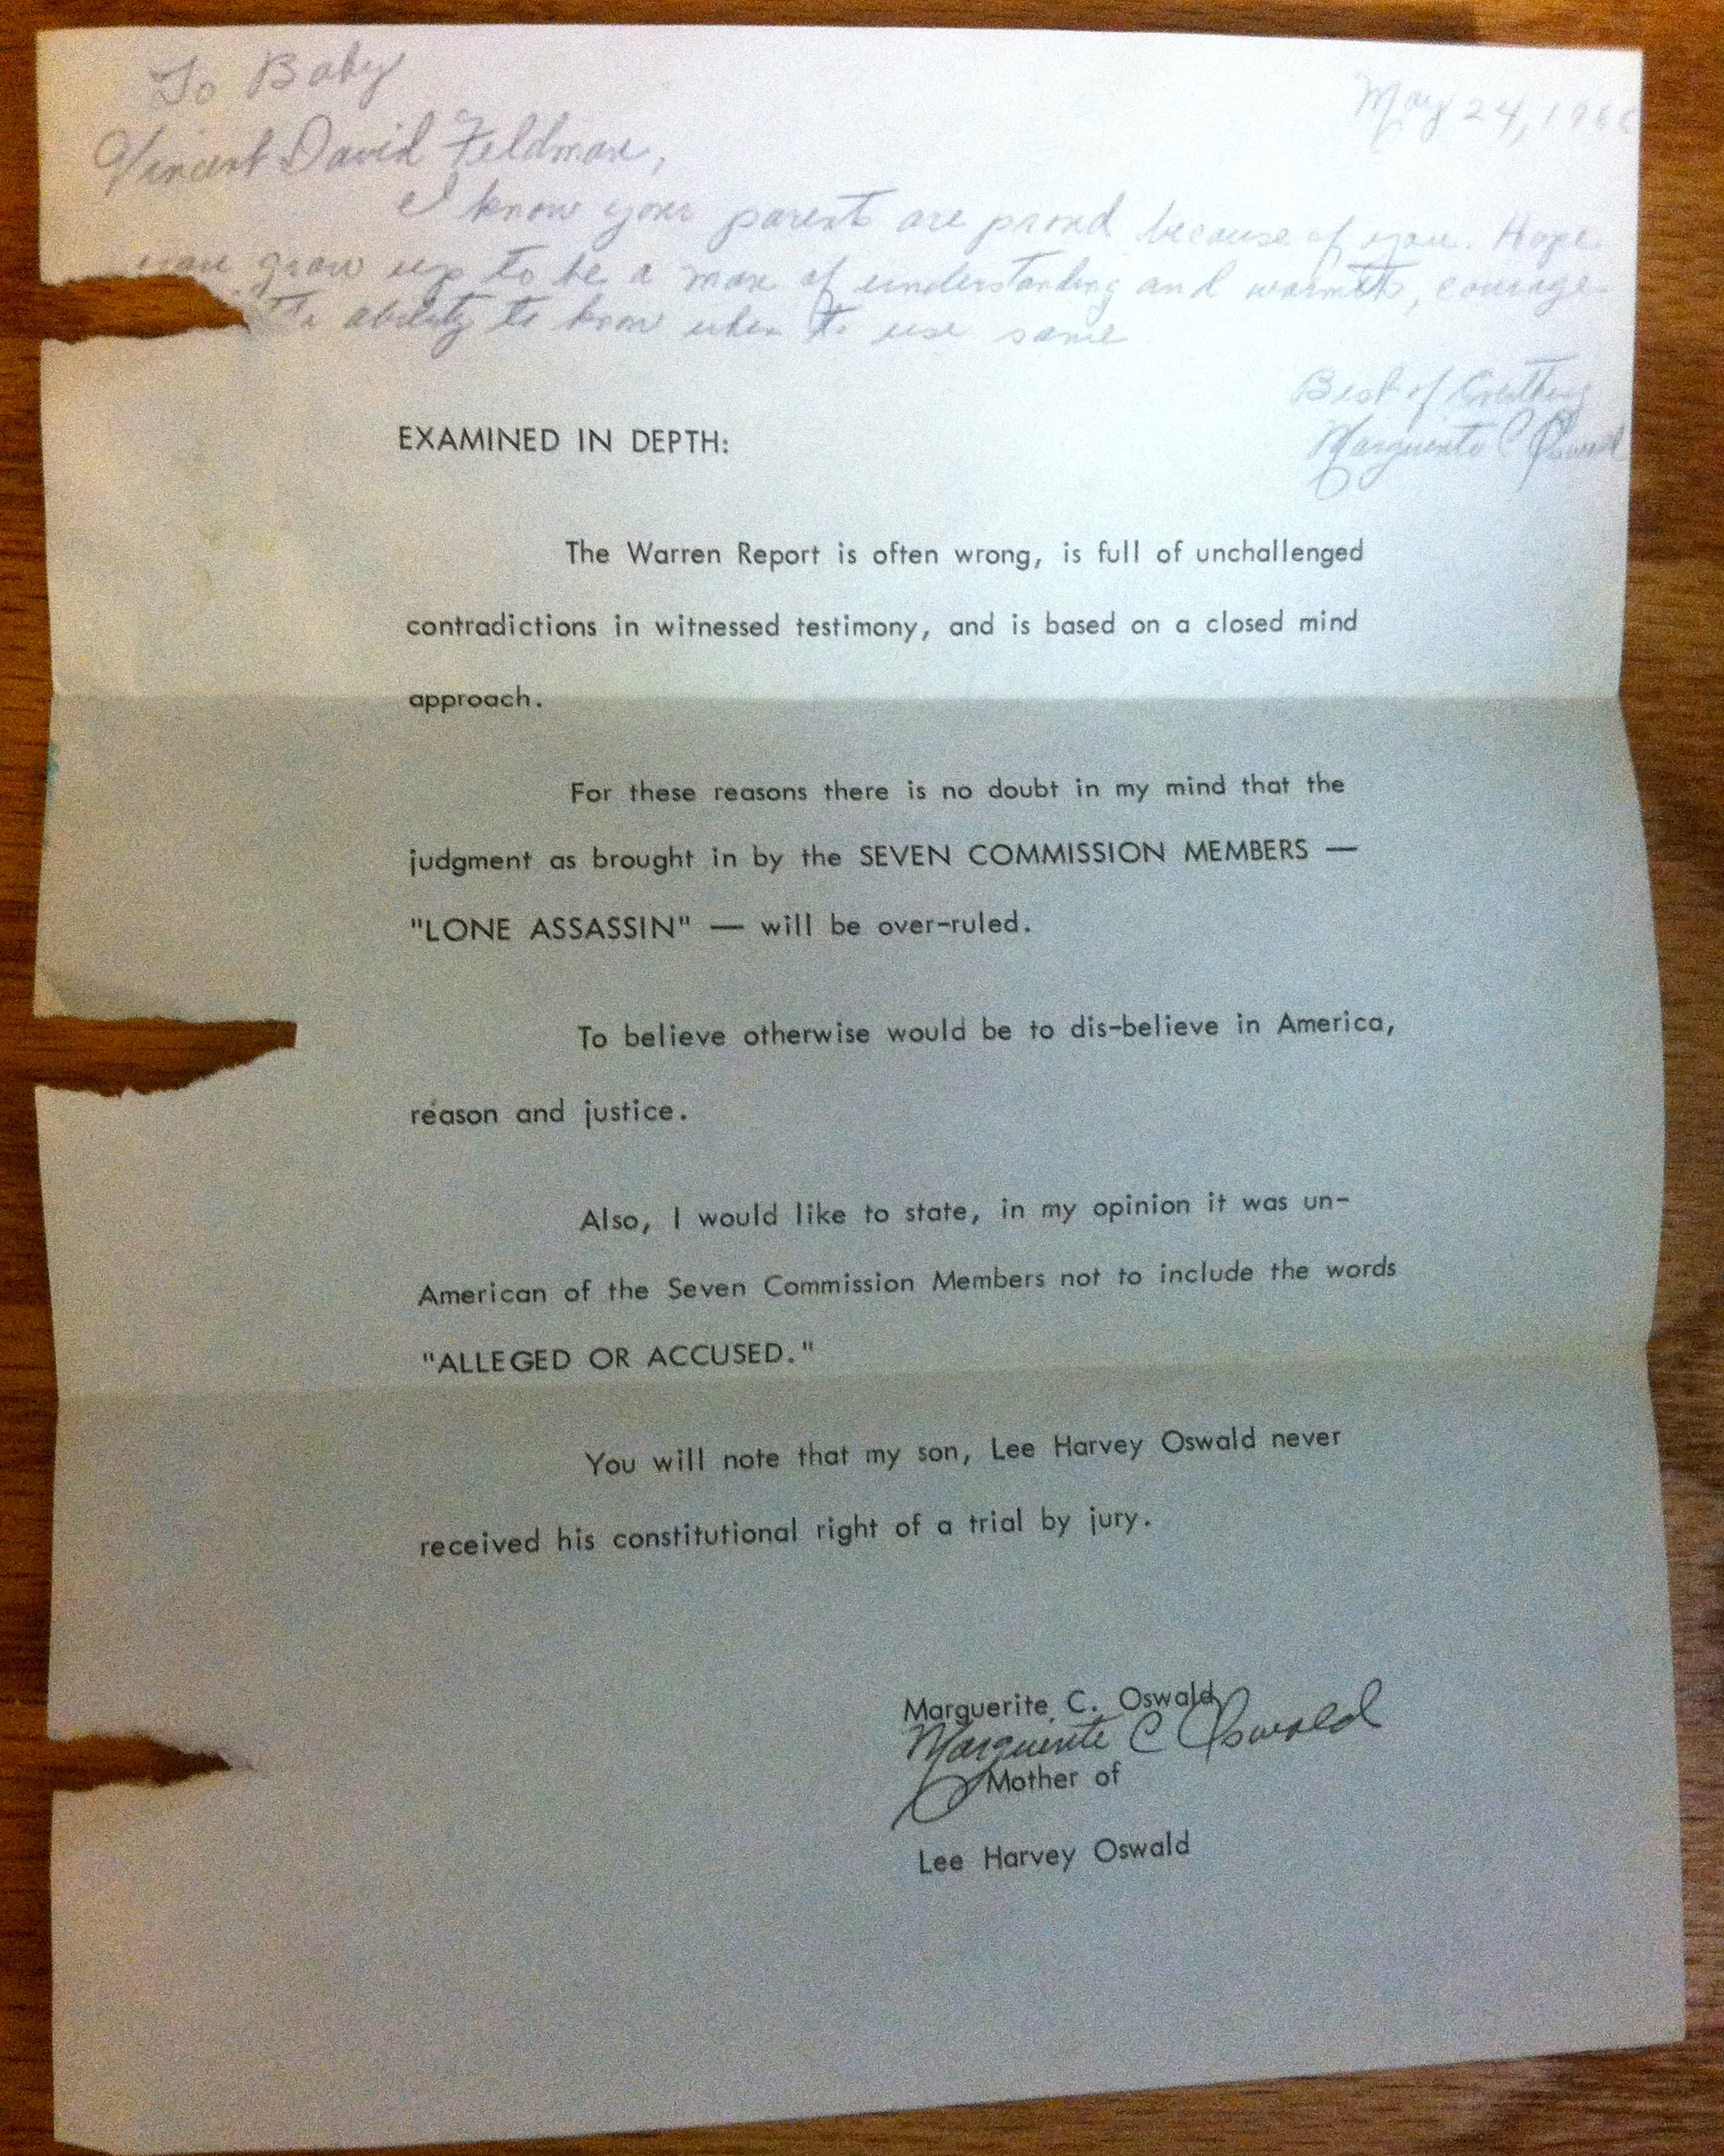 To Baby
May 24, 196
Vincent David Feldman,
I know your parents are proud because of you. Hope
you grow up to be a man of understanding and warmth, courage
the ability to know when to use same
Best of Everything
Marguerite C Oswald
EXAMINED IN DEPTH:
The Warren Report is often wrong, is full of unchallenged
contradictions in witnessed testimony, and is based on a closed mind
approach.
For these reasons there is no doubt in my mind that the
judgment as brought in by the SEVEN COMMISSION MEMBERS —
"LONE ASSASSIN" — will be over-ruled.
To believe otherwise would be to dis-believe in America,
reason and justice.
Also, I would like to state, in my opinion it was un-
American of the Seven Commission Members not to include the words
"ALLEGED OR ACCUSED."
You will note that my son, Lee Harvey Oswald never
received his constitutional right of a trial by jury.
Marguerite C. Oswald
Marguerite C Oswald
Mother of
Lee Harvey Oswald